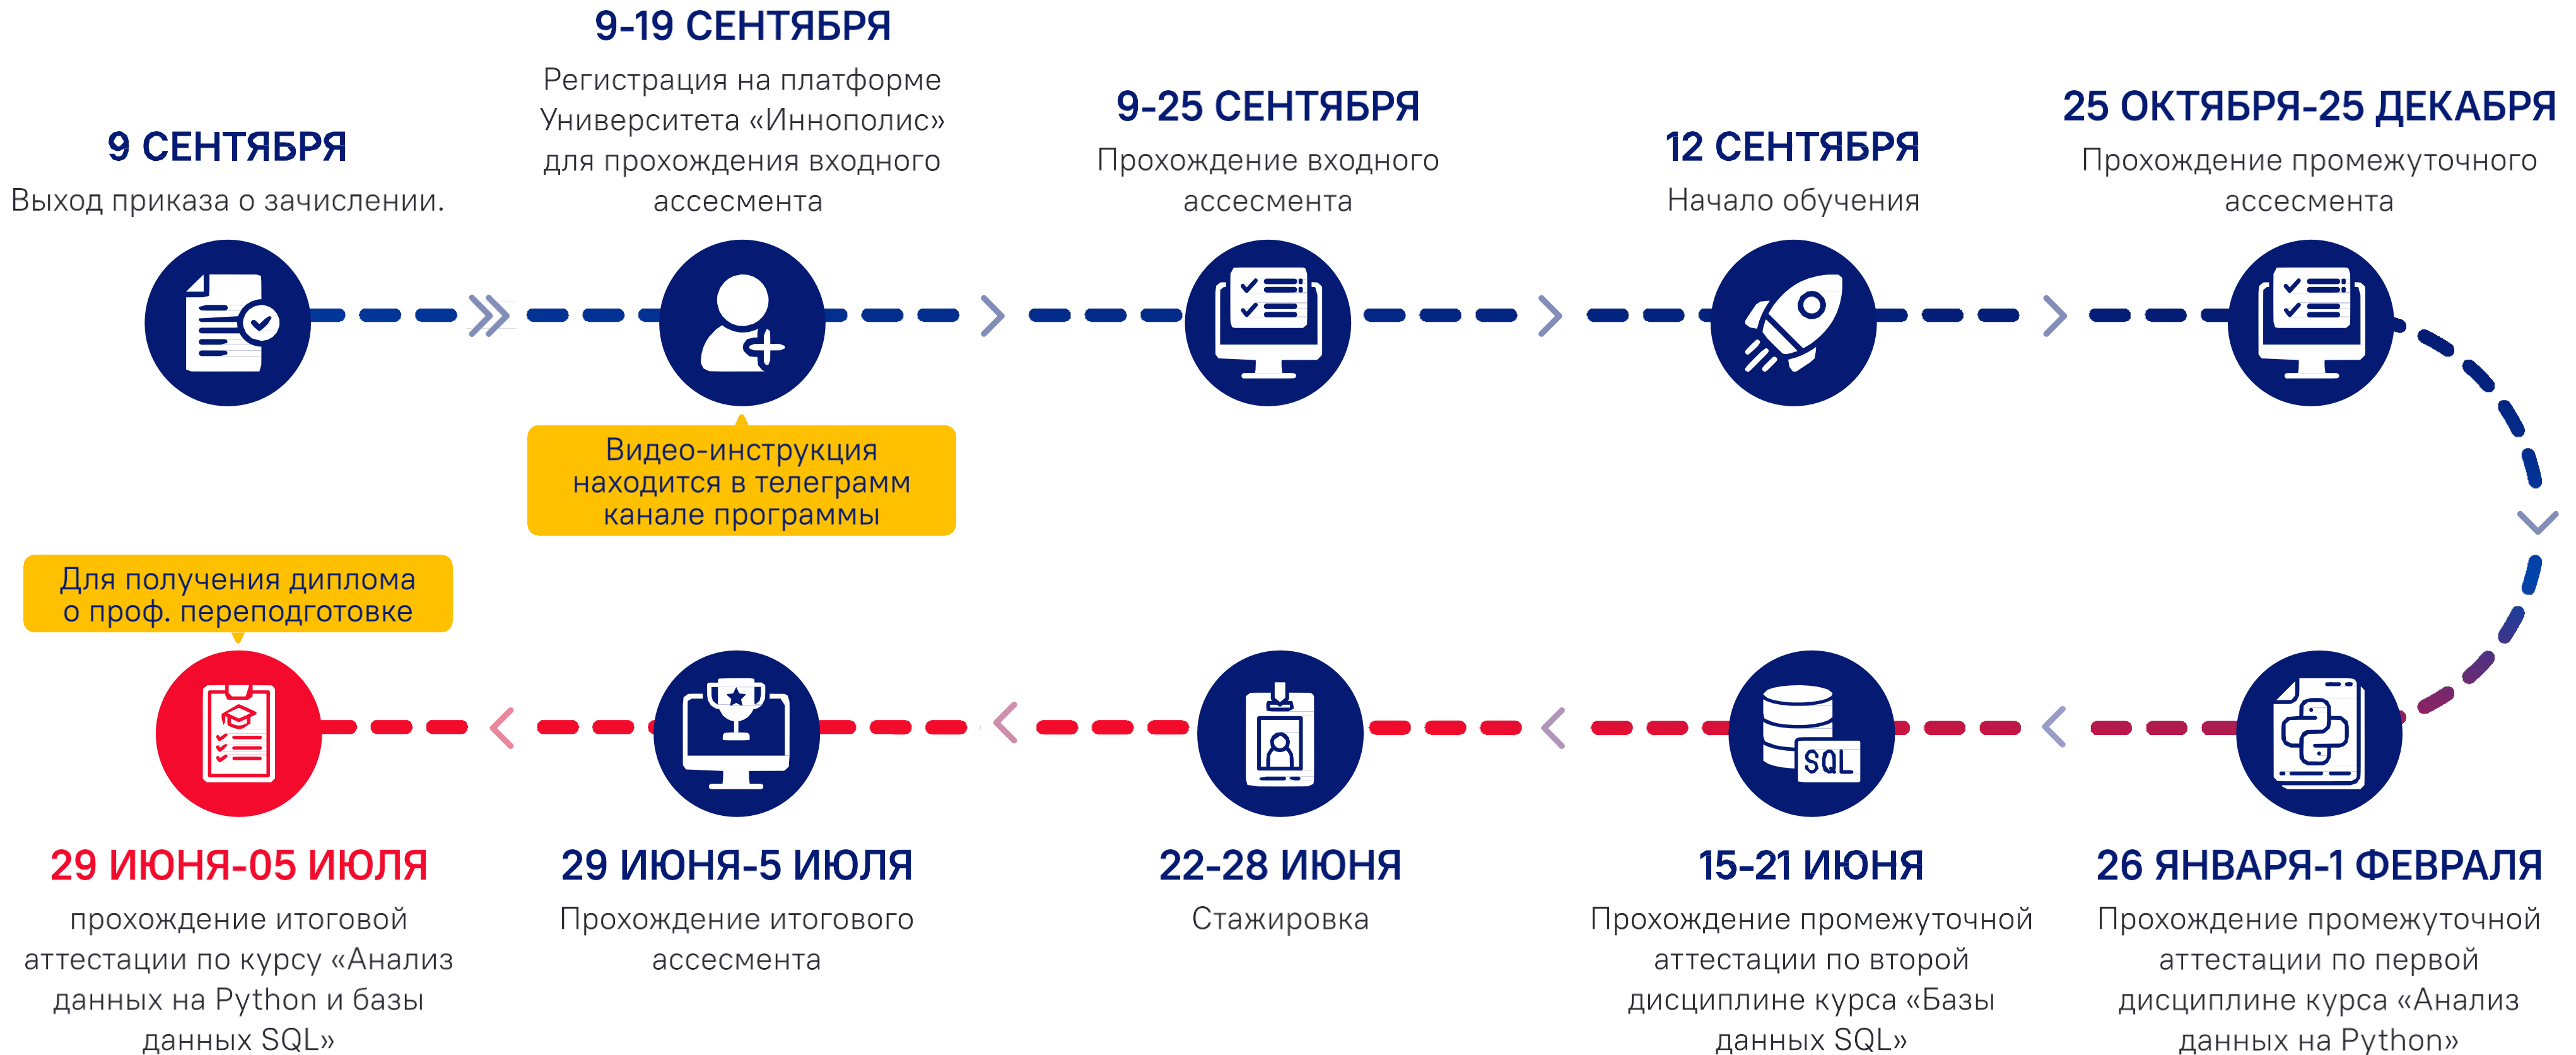 9 СЕНТЯБРЯ
Выход приказа о зачислении.
9-19 СЕНТЯБРЯ
Регистрация на платформе
Университета «Иннополис»
для прохождения входного
ассесмента
Видео-инструкция
находится в телеграмм
канале программы
9-25 СЕНТЯБРЯ
Прохождение входного
ассесмента
12 СЕНТЯБРЯ
Начало обучения
25 ОКТЯБРЯ-25 ДЕКАБРЯ
Прохождение промежуточного
ассесмента
26 ЯНВАРЯ-1 ФЕВРАЛЯ
Прохождение промежуточной
аттестации по первой
дисциплине курса «Анализ
данных на Python»
SQL
15-21 ИЮНЯ
Прохождение промежуточной
аттестации по второй
дисциплине курса «Базы
данных SQL»
22-28 ИЮНЯ
Стажировка
29 ИЮНЯ-5 ИЮЛЯ
Прохождение итогового
ассесмента
Для получения диплома
о проф. переподготовке
29 ИЮНЯ-05 ИЮЛЯ
прохождение итоговой
аттестации по курсу «Анализ
данных на Python и базы
данных SQL»